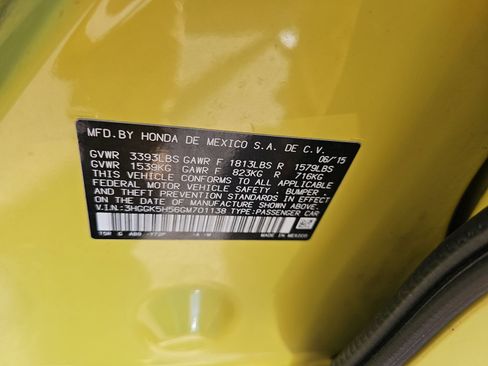 MFD.BY HONDA DE MEXICO S.A. DE C.V.
06/15
GVWR 3393LBS GAWR F 1813LBS R 1579LBS
GVWR 1539KG GAWR F 823KG R 716KG
THIS VEHICLE CONFORMS TO ALL APPLICABLE
FEDERAL MOTOR VEHICLE SAFETY, BUMPER,
AND THEFT PREVENTION STANDARDS IN EFFECT
ON THE DATE OF MANUFACTURE SHOWN ABOVE.
V.I.N.:3HGGK5H56GM701138 TYPE:PASSENGER CAR
MADE IN MEXICO